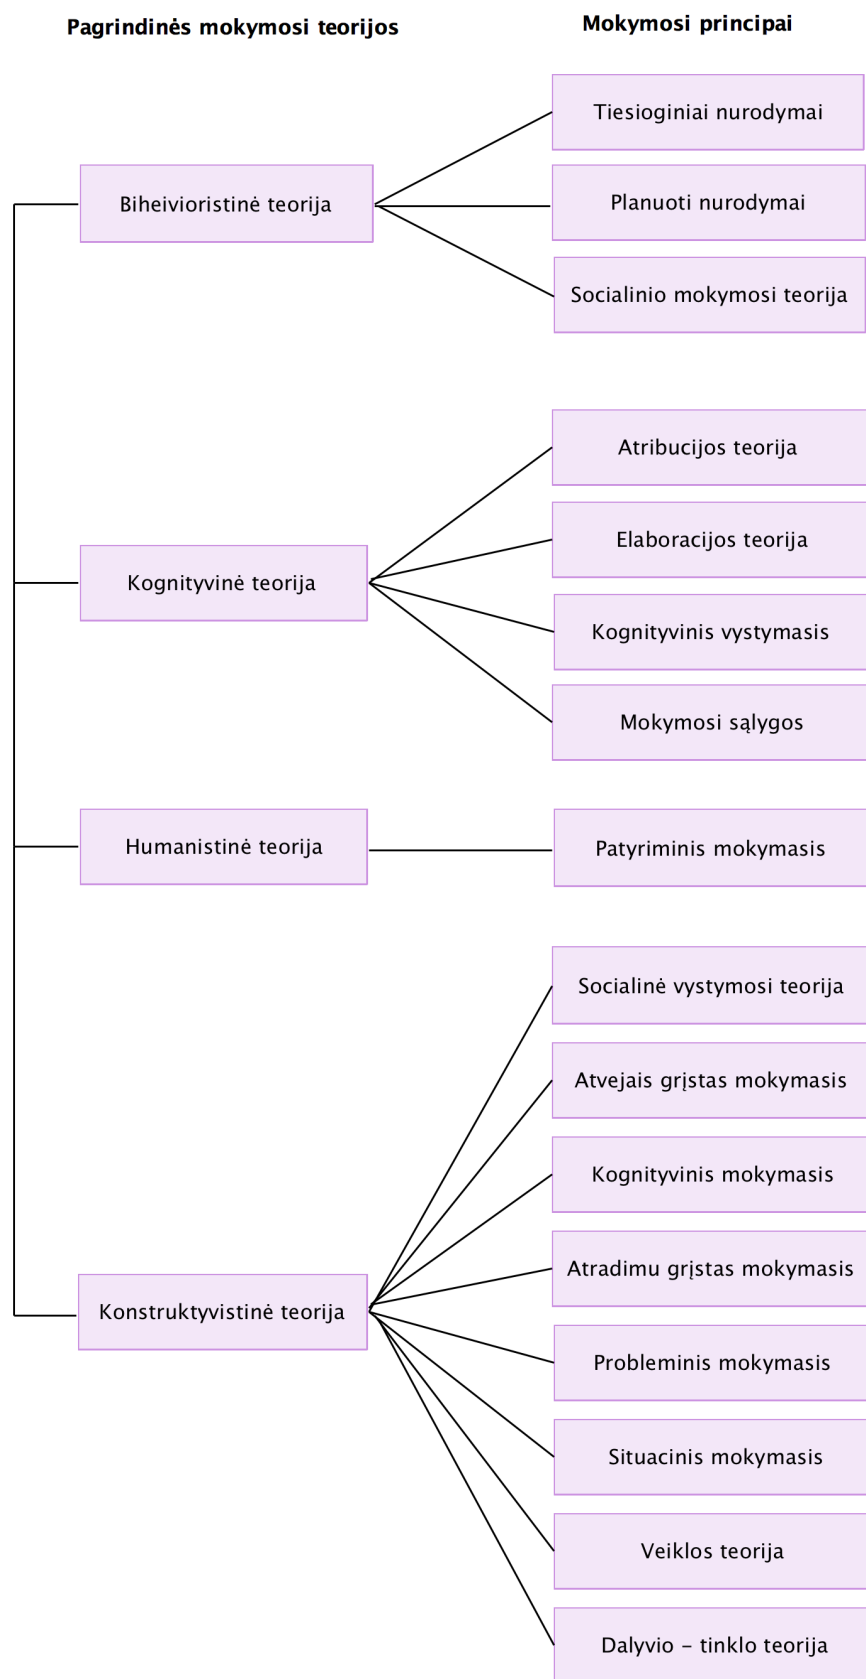 Pagrindinės mokymosi teorijos
Mokymosi principai
Biheivioristinė teorija
Tiesioginiai nurodymai
Planuoti nurodymai
Socialinio mokymosi teorija
Kognityvinė teorija
Atribucijos teorija
Elaboracijos teorija
Kognityvinis vystymasis
Mokymosi sąlygos
Humanistinė teorija
Patyriminis mokymasis
Konstruktyvistinė teorija
Socialinė vystymosi teorija
Atvejais grįstas mokymasis
Kognityvinis mokymasis
Atradimu grįstas mokymasis
Probleminis mokymasis
Situacinis mokymasis
Veiklos teorija
Dalyvio – tinklo teorija